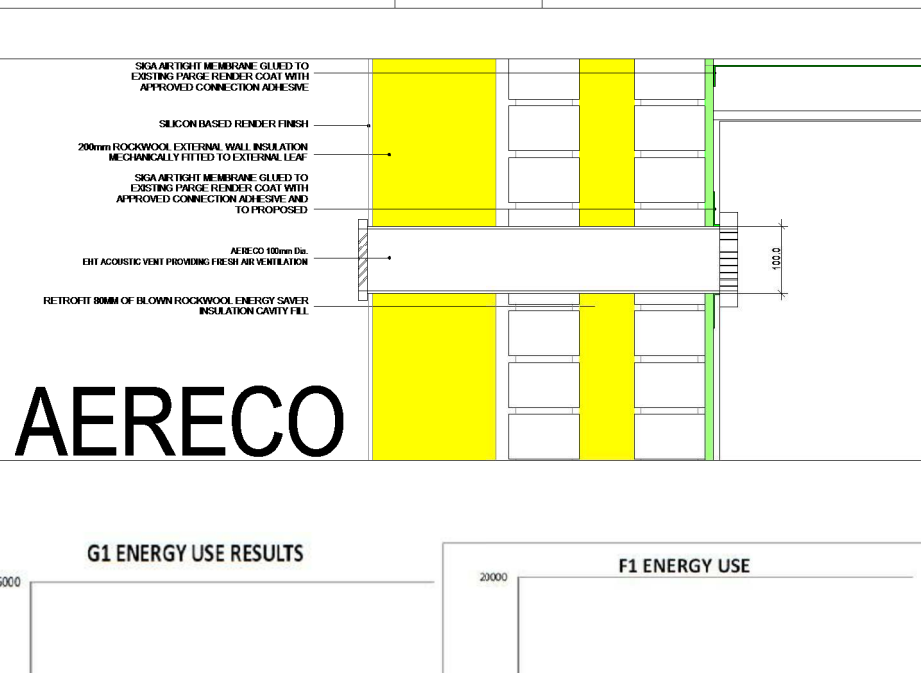 SIGA AIRTIGHT MEMBRANE GLUED TO
EXISTING PARGE RENDER COAT WITH
APPROVED CONNECTION ADHESIVE
SILICON BASED RENDER FINISH
200mm ROCKWOOL EXTERNAL WALL INSULATION
MECHANICALLY FITTED TO EXTERNAL LEAF
SIGA AIRTIGHT MEMBRANE GLUED TO
EXISTING PARGE RENDER COAT WITH
APPROVED CONNECTION ADHESIVE AND
TO PROPOSED
AERECO 100mm Dia.
EHT ACOUSTIC VENT PROVIDING FRESH AIR VENTILATION
100.0
RETROFIT 80MM OF BLOWN ROCKWOOL ENERGY SAVER
INSULATION CAVITY FILL
AERECO
G1 ENERGY USE RESULTS
F1 ENERGY USE
20000